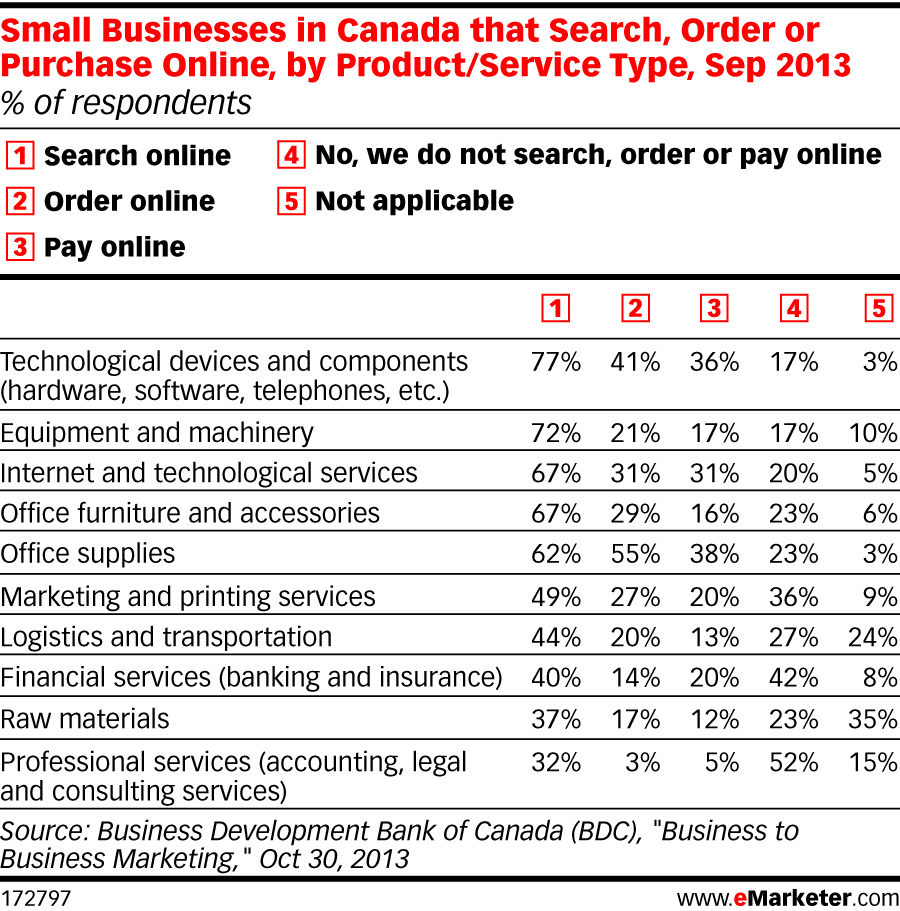 Small Businesses in Canada that Search, Order or
Purchase Online, by Product/Service Type, Sep 2013
% of respondents
1 Search online 4 No, we do not search, order or pay online
2 Order online 5 Not applicable
3 Pay online
1 2 3 4 5
Technological devices and components 77% 41% 36% 17% 3%
(hardware, software, telephones, etc.)
Equipment and machinery 72% 21% 17% 17% 10%
Internet and technological services 67% 31% 31% 20% 5%
Office furniture and accessories 67% 29% 16% 23% 6%
Office supplies 62% 55% 38% 23% 3%
Marketing and printing services 49% 27% 20% 36% 9%
Logistics and transportation 44% 20% 13% 27% 24%
Financial services (banking and insurance) 40% 14% 20% 42% 8%
Raw materials 37% 17% 12% 23% 35%
Professional services (accounting, legal 32% 3% 5% 52% 15%
and consulting services)
Source: Business Development Bank of Canada (BDC), "Business to
Business Marketing," Oct 30, 2013
172797 www.eMarketer.com